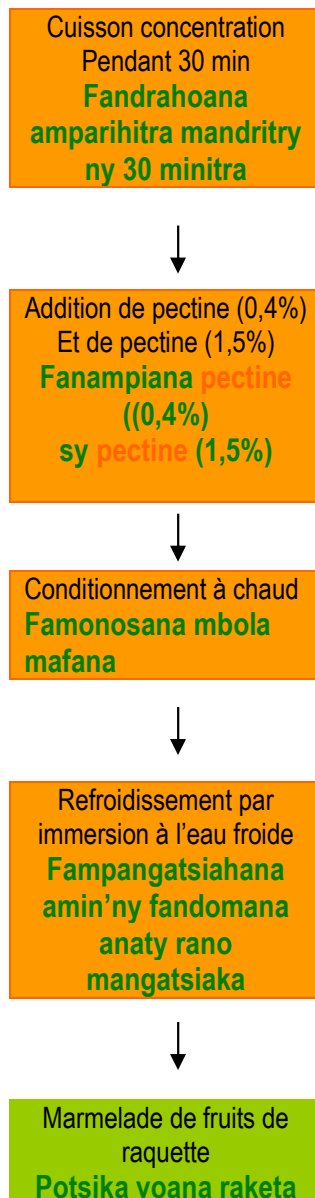 Cuisson concentration
Pendant 30 min
Fandrahoana
amparihitra mandritry
ny 30 minitra
Addition de pectine (0,4%)
Et de pectine (1,5%)
Fanampiana pectine
((0,4%)
sy pectine (1,5%)
Conditionnement à chaud
Famonosana mbola
mafana
Refroidissement par
immersion à l'eau froide
Fampangatsiahana
amin'ny fandomana
anaty rano
mangatsiaka
Marmelade de fruits de
raquette
Potsika voana raketa